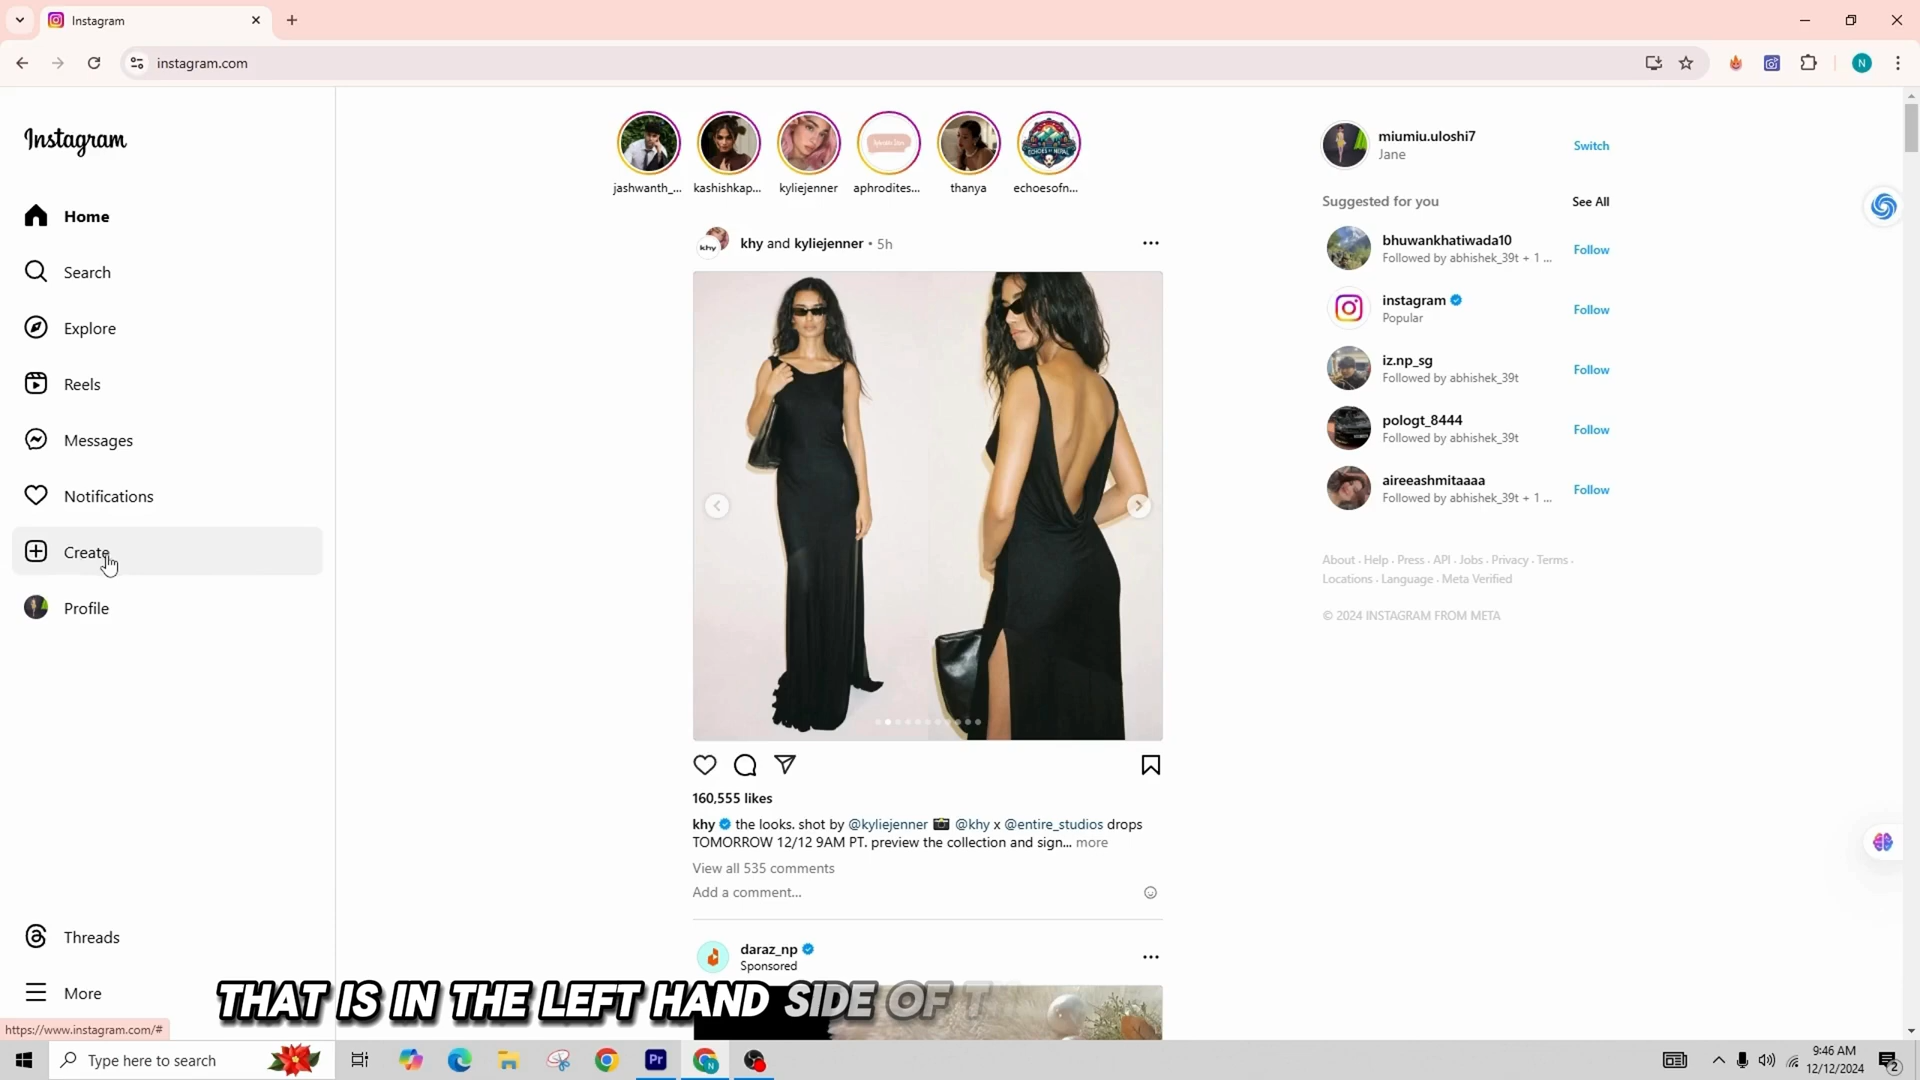 Instagram
instagram.com
N
Instagram
Home
Search
Explore
Reels
Messages
Notifications
Create
Profile
Threads
More
https://www.instagram.com/#
jashwanth_...
kashishkap...
kyliejenner
aphrodites...
thanya
echoesofn...
khy
khy and kyliejenner • 5h
160,555 likes
khy the looks. shot by @kyliejenner 📷 @khy x @entire_studios drops
TOMORROW 12/12 9AM PT. preview the collection and sign... more
View all 535 comments
Add a comment...
daraz_np
Sponsored
miumiu.uloshi7
Jane
Switch
Suggested for you
See All
bhuwankhatiwada10
Followed by abhishek_39t + 1 ...
Follow
instagram
Popular
Follow
iz.np_sg
Followed by abhishek_39t
Follow
pologt_8444
Followed by abhishek_39t
Follow
aireeashmitaaaa
Followed by abhishek_39t + 1 ...
Follow
About · Help · Press · API · Jobs · Privacy · Terms ·
Locations · Language · Meta Verified
© 2024 INSTAGRAM FROM META
THAT IS IN THE LEFT HAND SIDE OF T
Type here to search
Pr
N
9:46 AM
12/12/2024
2